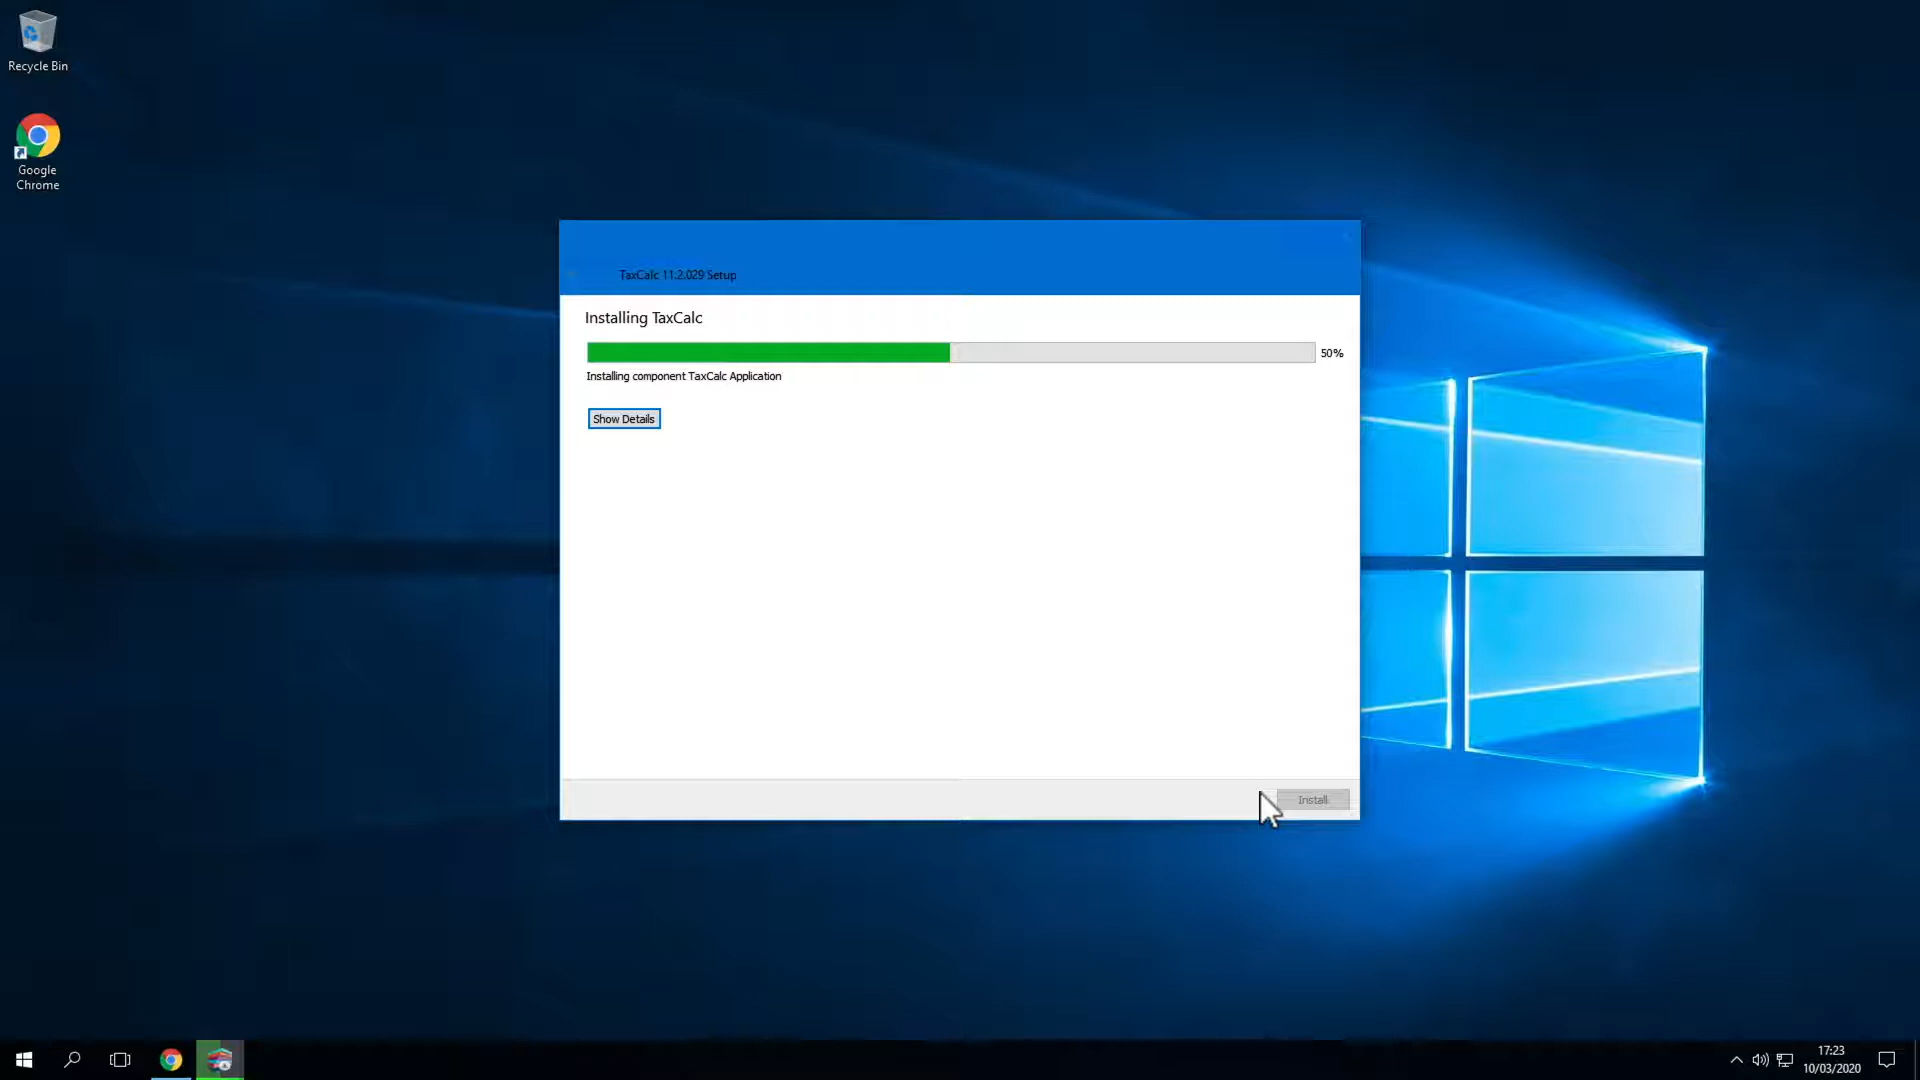 Recycle Bin
Google
Chrome
TaxCalc 11.2.029 Setup
Installing TaxCalc
50%
Installing component TaxCalc Application
Show Details
Install
17:23
10/03/2020